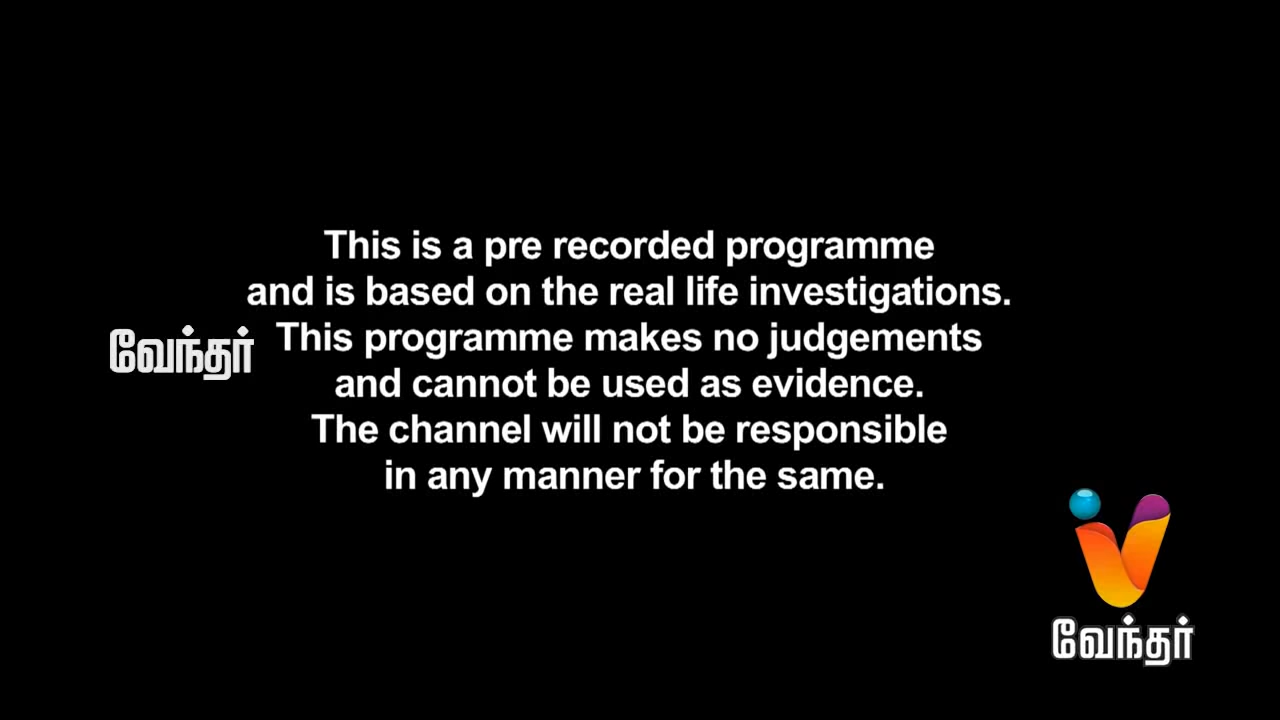 This is a pre recorded programme
and is based on the real life investigations.
வேந்தர்
This programme makes no judgements
and cannot be used as evidence.
The channel will not be responsible
in any manner for the same.
வேந்தர்